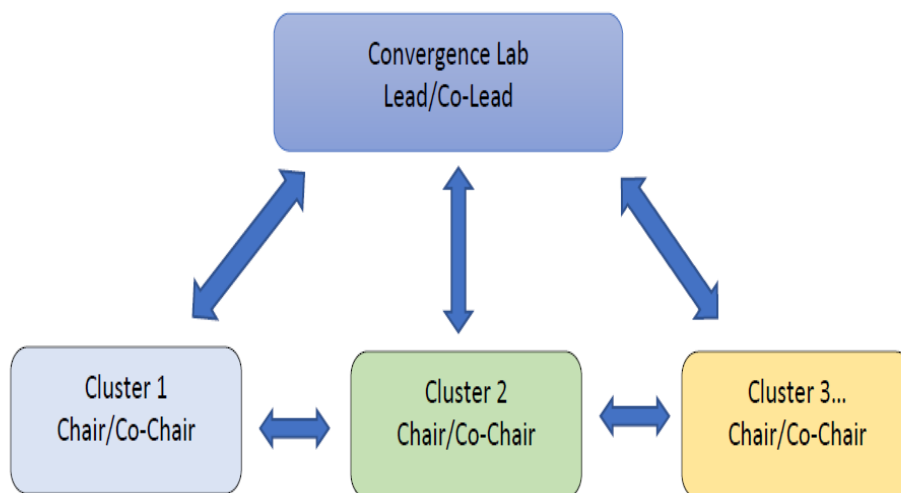 Convergence Lab
Lead/Co-Lead
Cluster 1
Chair/Co-Chair
Cluster 2
Chair/Co-Chair
Cluster 3...
Chair/Co-Chair